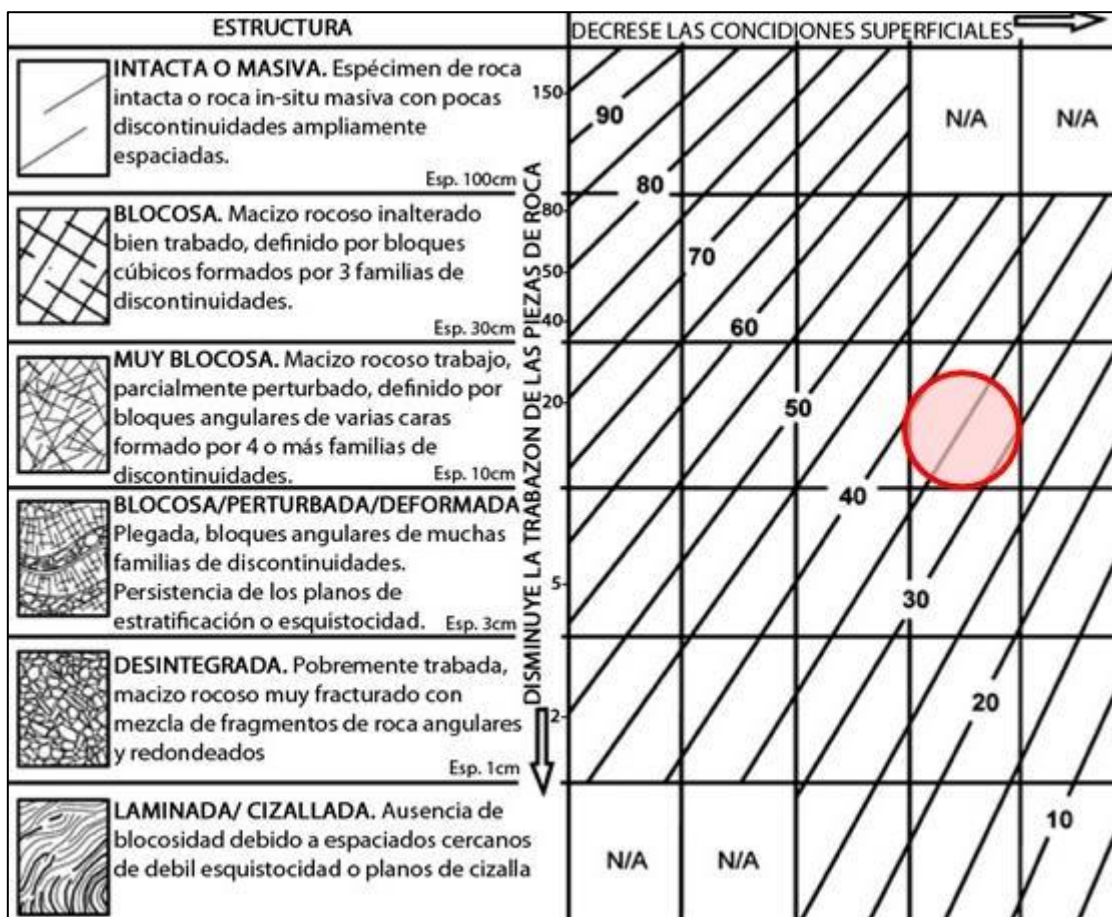 ESTRUCTURA
DECRESE LAS CONCIDIONES SUPERFICIALES
INTACTA O MASIVA. Espécimen de roca
intacta o roca in-situ masiva con pocas
discontinuidades ampliamente
espaciadas.
Esp. 100cm
BLOCOSA. Macizo rocoso inalterado
bien trabado, definido por bloques
cúbicos formados por 3 familias de
discontinuidades.
Esp. 30cm
MUY BLOCOSA. Macizo rocoso trabajo,
parcialmente perturbado, definido por
bloques angulares de varias caras
formado por 4 o más familias de
discontinuidades.
Esp. 10cm
BLOCOSA/PERTURBADA/DEFORMADA
Plegada, bloques angulares de muchas
familias de discontinuidades.
Persistencia de los planos de
estratificación o esquistocidad. Esp. 3cm
DESINTEGRADA. Pobremente trabada,
macizo rocoso muy fracturado con
mezcla de fragmentos de roca angulares
y redondeados
Esp. 1cm
LAMINADA/ CIZALLADA. Ausencia de
blocosidad debido a espaciados cercanos
de debil esquistocidad o planos de cizalla
DISMINUYE LA TRABAZON DE LAS PIEZAS DE ROCA
150
80
50
40
20
5
2
90
N/A
N/A
80
70
60
50
40
30
20
10
N/A
N/A